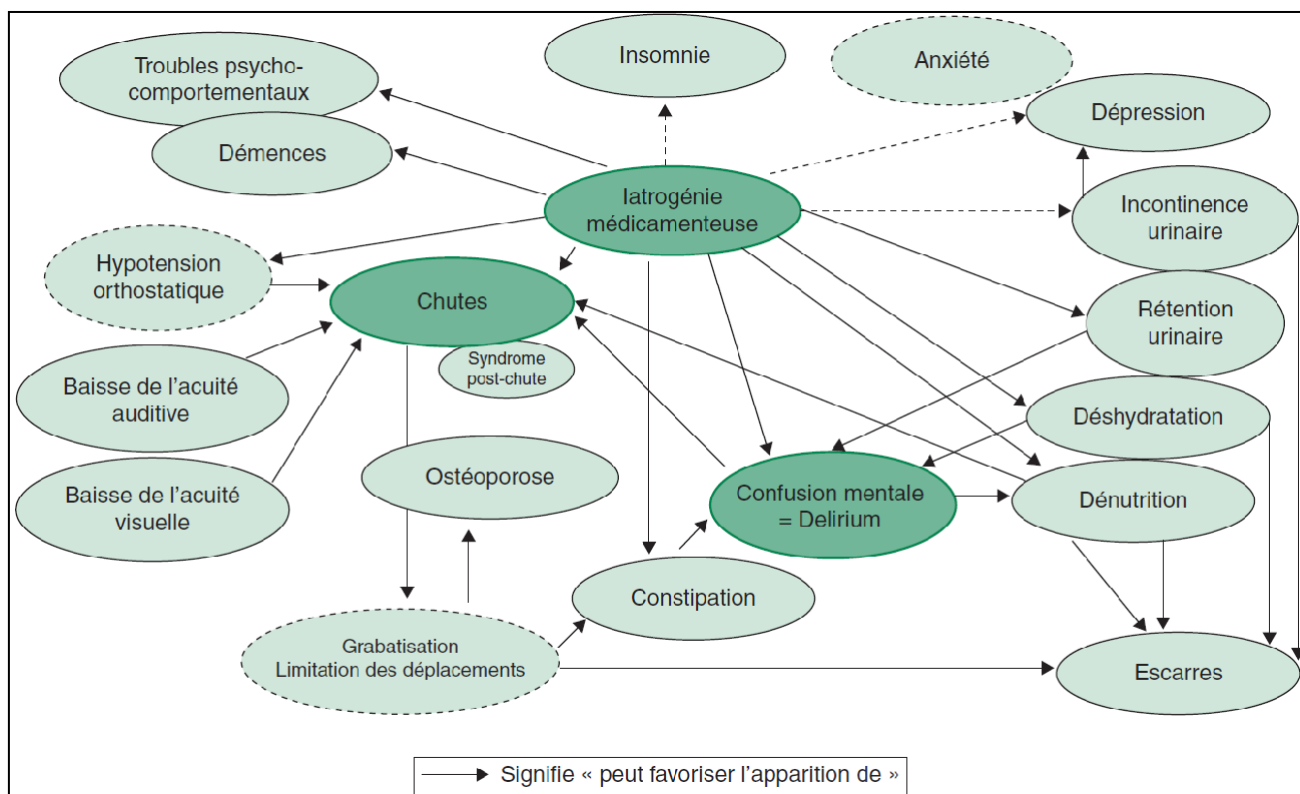 Troubles psycho-
comportementaux
Insomnie
Anxiété
Dépression
Démences
Iatrogénie
médicamenteuse
Incontinence
urinaire
Hypotension
orthostatique
Chutes
Rétention
urinaire
Syndrome
post-chute
Baisse de l'acuité
auditive
Déshydratation
Ostéoporose
Baisse de l'acuité
visuelle
Confusion mentale
= Delirium
Dénutrition
Constipation
Grabatisation
Limitation des déplacements
Escarres
Signifie « peut favoriser l'apparition de »